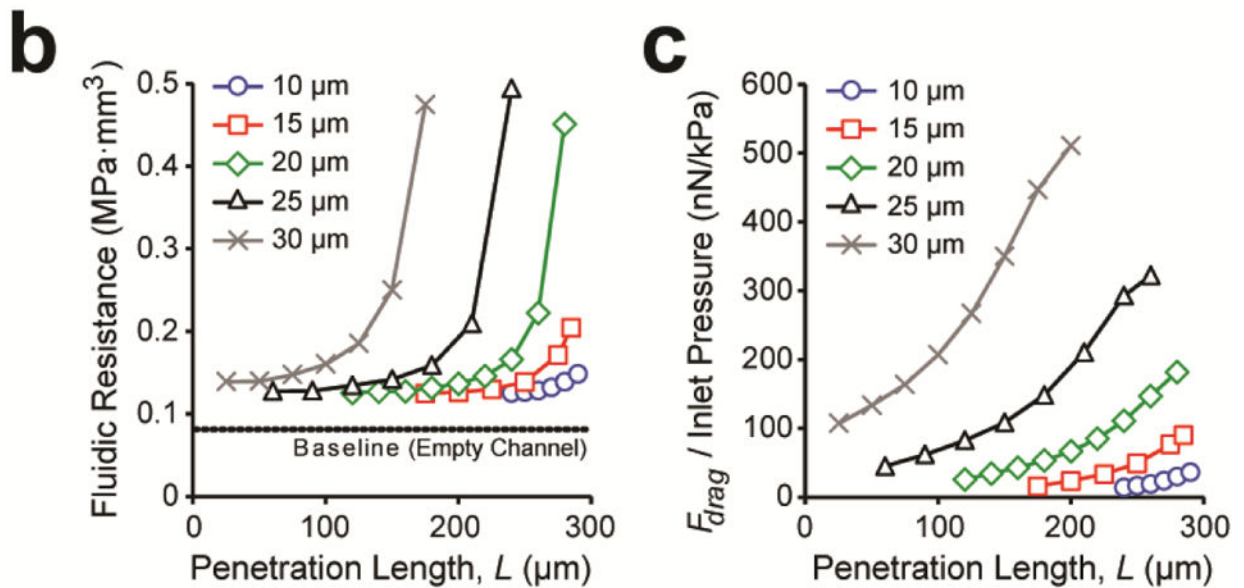 b
Fluidic Resistance (MPa·mm³)
0.5
0.4
0.3
0.2
0.1
0
10 µm
15 µm
20 µm
25 µm
30 µm
Baseline (Empty Channel)
0 100 200 300
Penetration Length, L (µm)
c
F_drag / Inlet Pressure (nN/kPa)
600
500
400
300
200
100
0
10 µm
15 µm
20 µm
25 µm
30 µm
0 100 200 300
Penetration Length, L (µm)